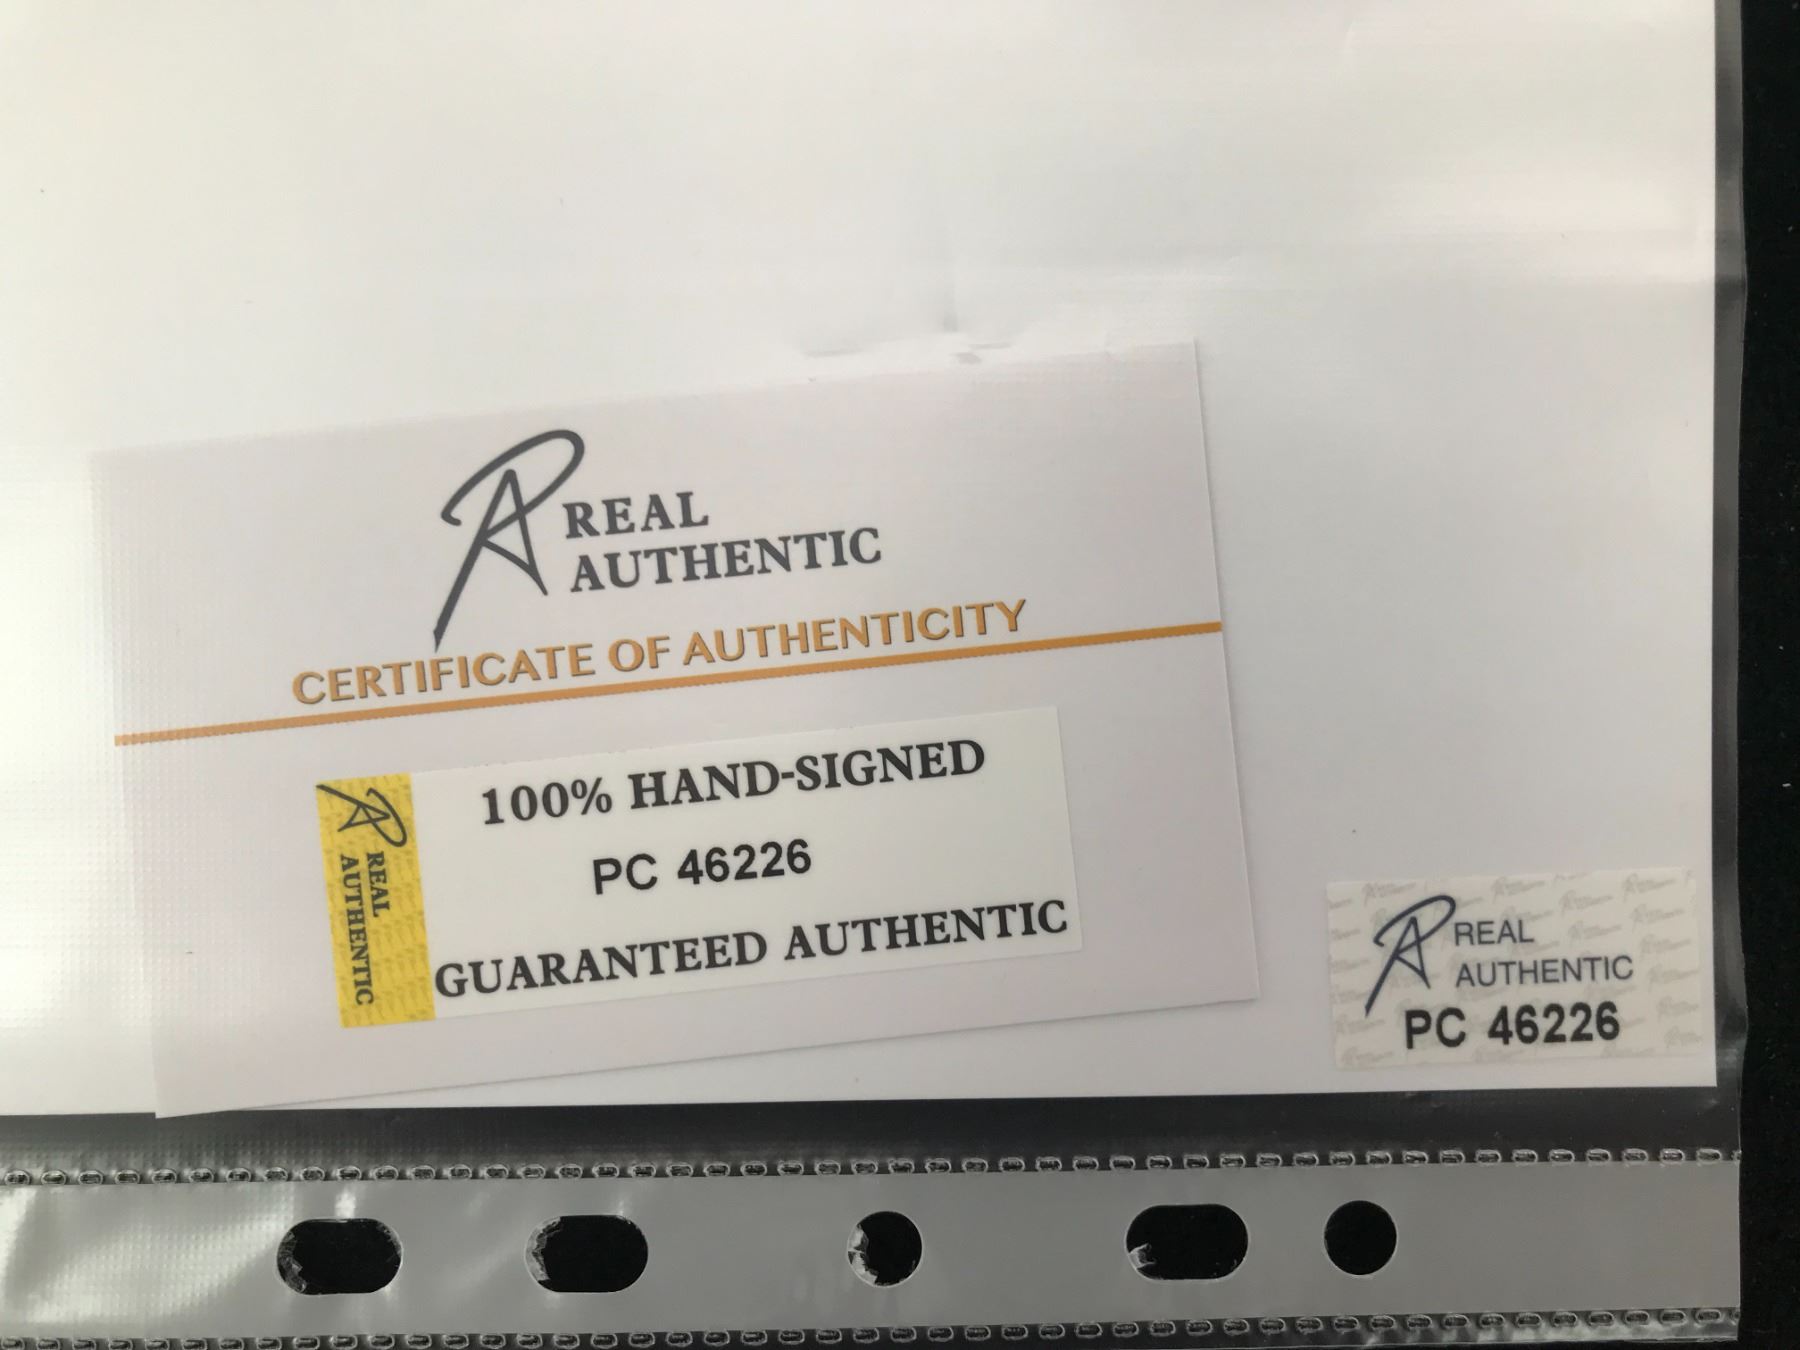 REAL
AUTHENTIC
CERTIFICATE OF AUTHENTICITY
100% HAND-SIGNED
PC 46226
GUARANTEED AUTHENTIC
REAL
AUTHENTIC
REAL
AUTHENTIC
PC 46226